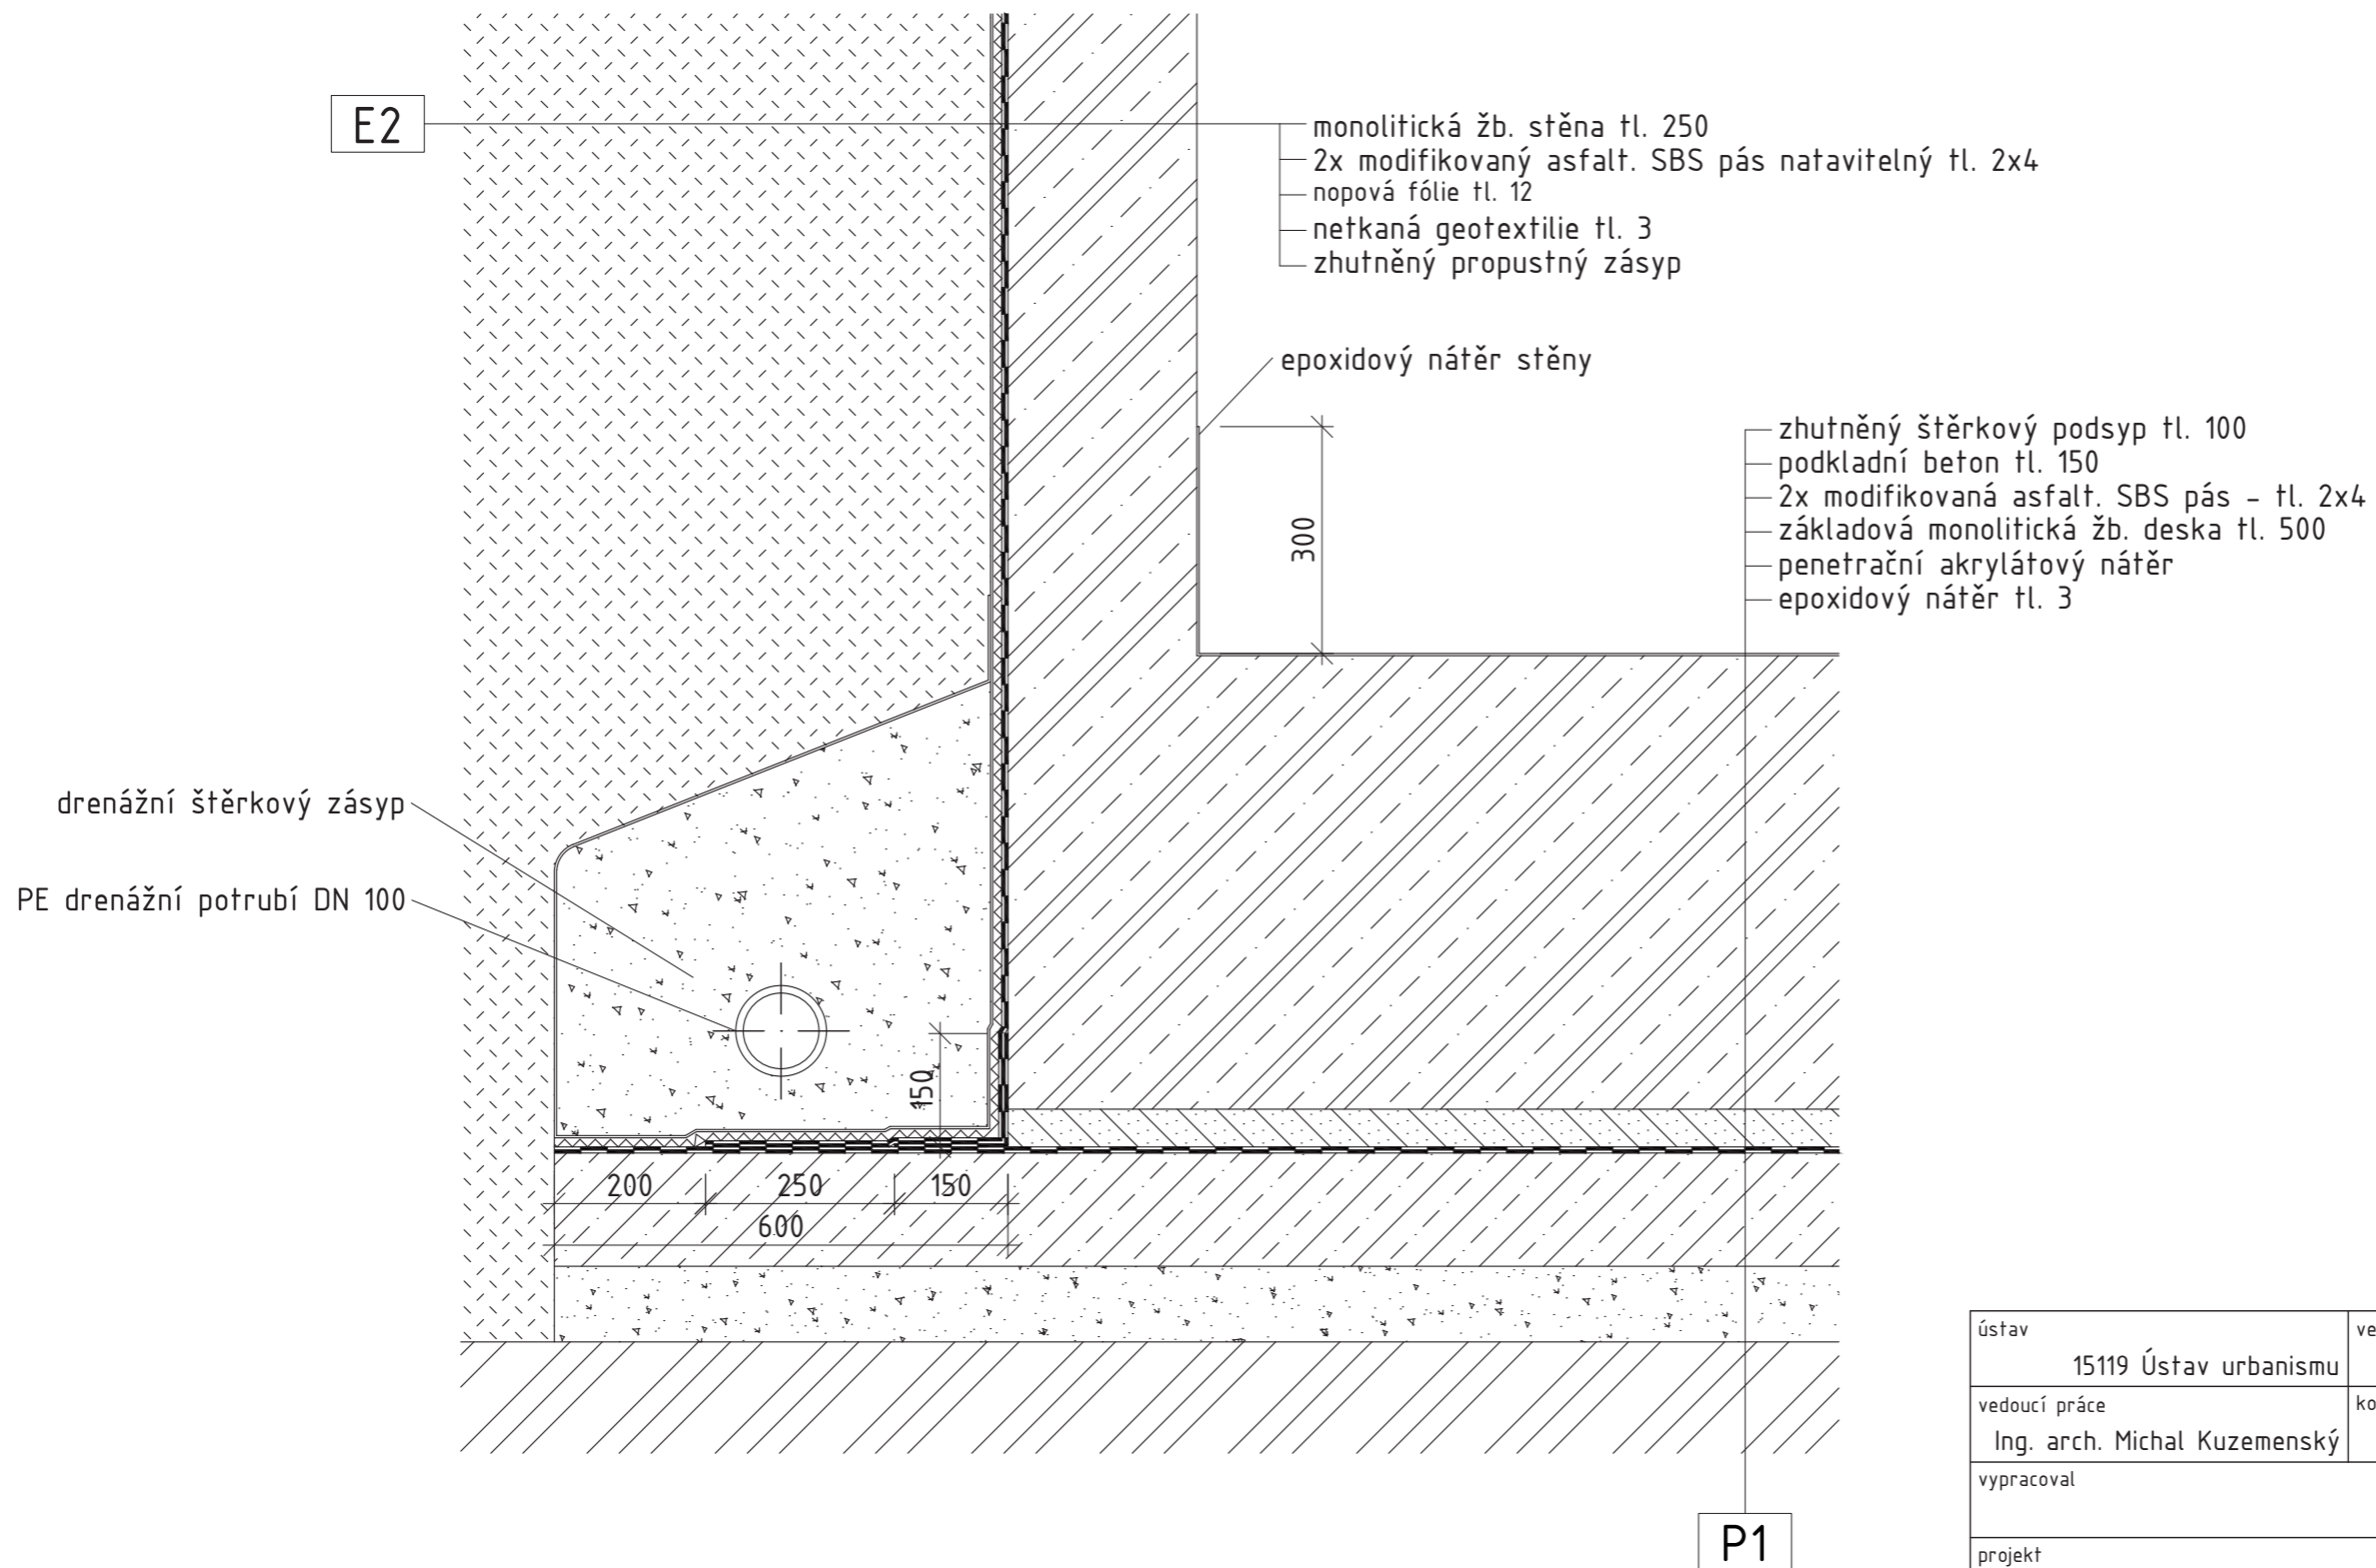 E2
monolitická žb. stěna tl. 250
2x modifikovaný asfalt. SBS pás natavitelný tl. 2x4
nopová fólie tl. 12
netkaná geotextilie tl. 3
zhutněný propustný zásyp
epoxidový nátěr stěny
300
zhutněný štěrkový podsyp tl. 100
podkladní beton tl. 150
2x modifikovaná asfalt. SBS pás - tl. 2x4
základová monolitická žb. deska tl. 500
penetrační akrylátový nátěr
epoxidový nátěr tl. 3
drenážní štěrkový zásyp
PE drenážní potrubí DN 100
150
200 250 150
600
P1
ústav ve
15119 Ústav urbanismu
vedoucí práce ko
Ing. arch. Michal Kuzemenský
vypracoval
projekt